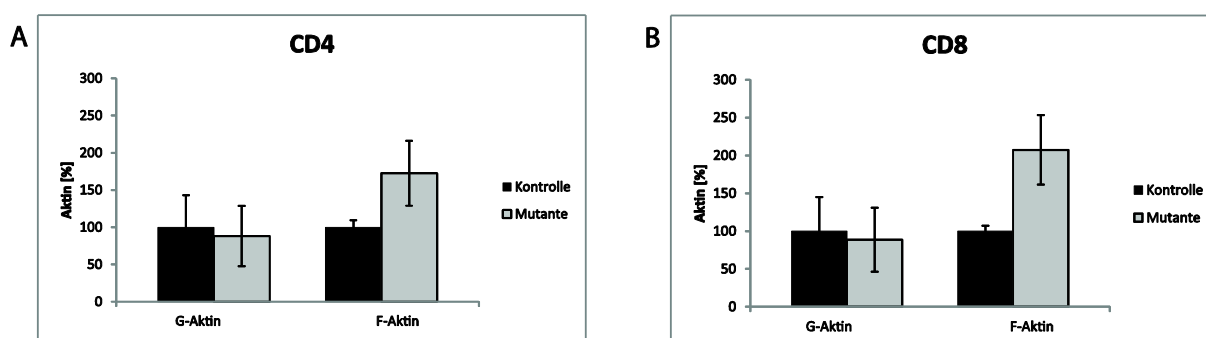 A
CD4
Aktin [%]
300
250
200
150
100
50
0
G-Aktin
F-Aktin
Kontrolle
Mutante
B
CD8
Aktin [%]
300
250
200
150
100
50
0
G-Aktin
F-Aktin
Kontrolle
Mutante